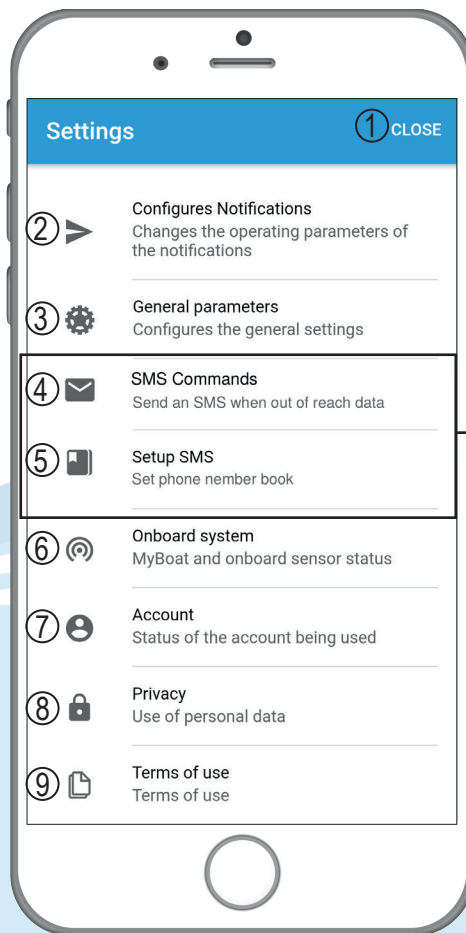 Settings ① CLOSE
② Configures Notifications
Changes the operating parameters of
the notifications
③ General parameters
Configures the general settings
④ SMS Commands
Send an SMS when out of reach data
⑤ Setup SMS
Set phone nember book
⑥ Onboard system
MyBoat and onboard sensor status
⑦ Account
Status of the account being used
⑧ Privacy
Use of personal data
⑨ Terms of use
Terms of use